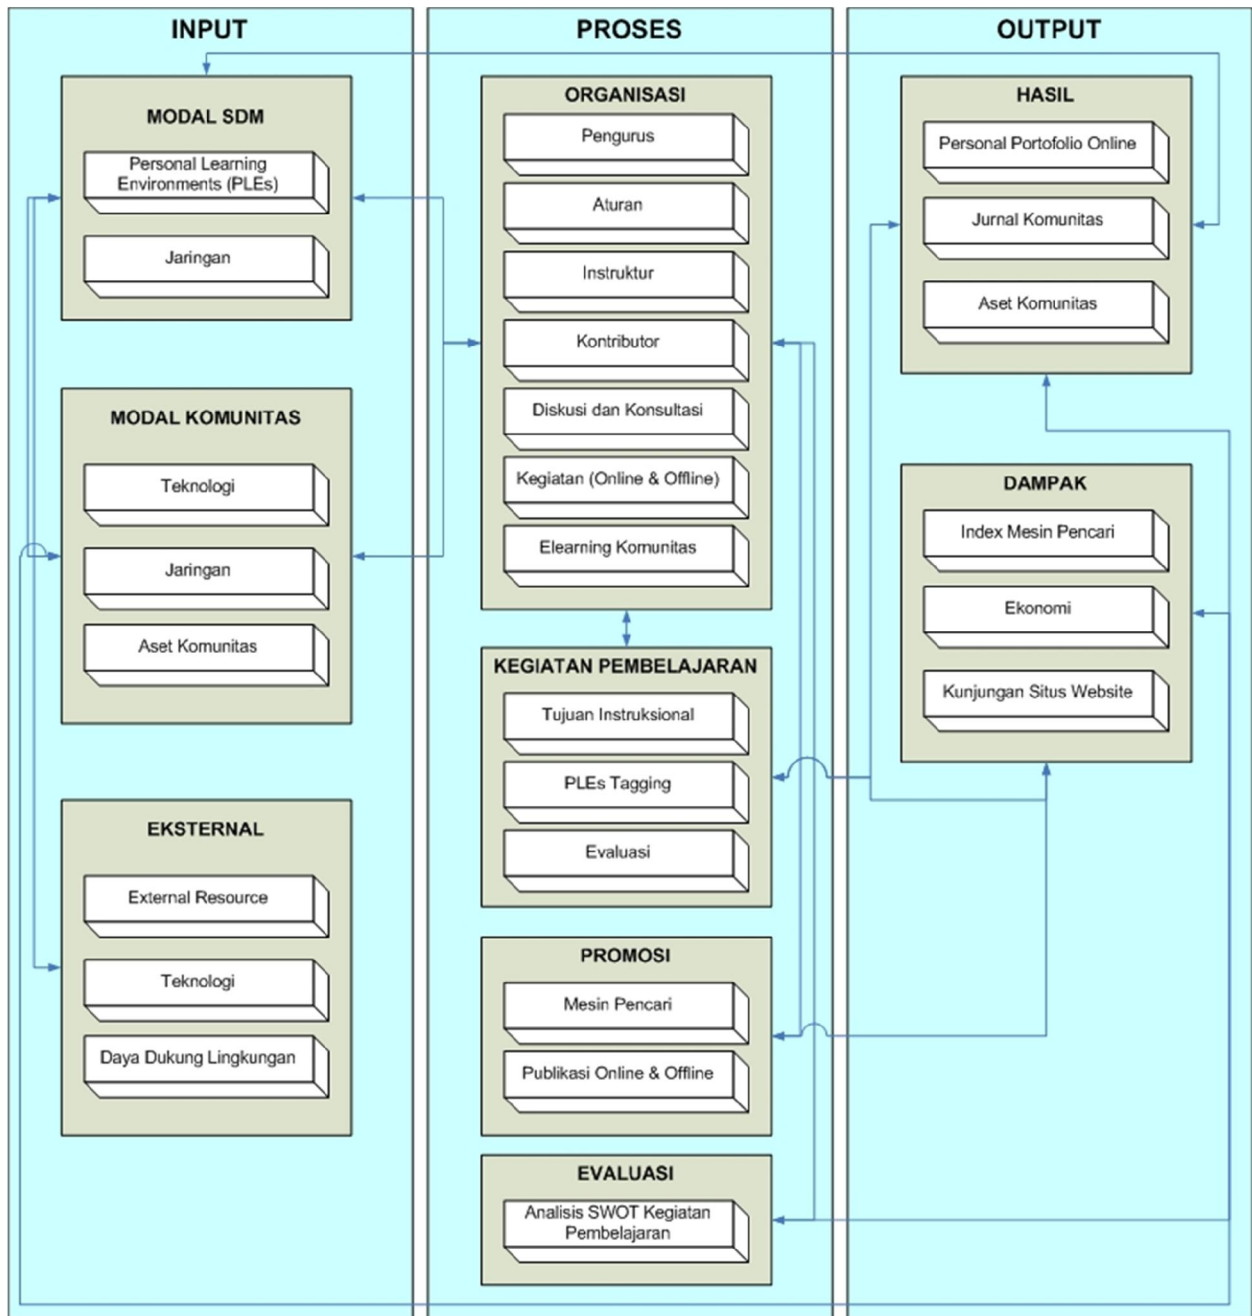 INPUT
MODAL SDM
Personal Learning
Environments (PLEs)
Jaringan
MODAL KOMUNITAS
Teknologi
Jaringan
Aset Komunitas
EKSTERNAL
External Resource
Teknologi
Daya Dukung Lingkungan
PROSES
ORGANISASI
Pengurus
Aturan
Instruktur
Kontributor
Diskusi dan Konsultasi
Kegiatan (Online & Offline)
Elearning Komunitas
KEGIATAN PEMBELAJARAN
Tujuan Instruksional
PLEs Tagging
Evaluasi
PROMOSI
Mesin Pencari
Publikasi Online & Offline
EVALUASI
Analisis SWOT Kegiatan
Pembelajaran
OUTPUT
HASIL
Personal Portofolio Online
Jurnal Komunitas
Aset Komunitas
DAMPAK
Index Mesin Pencari
Ekonomi
Kunjungan Situs Website